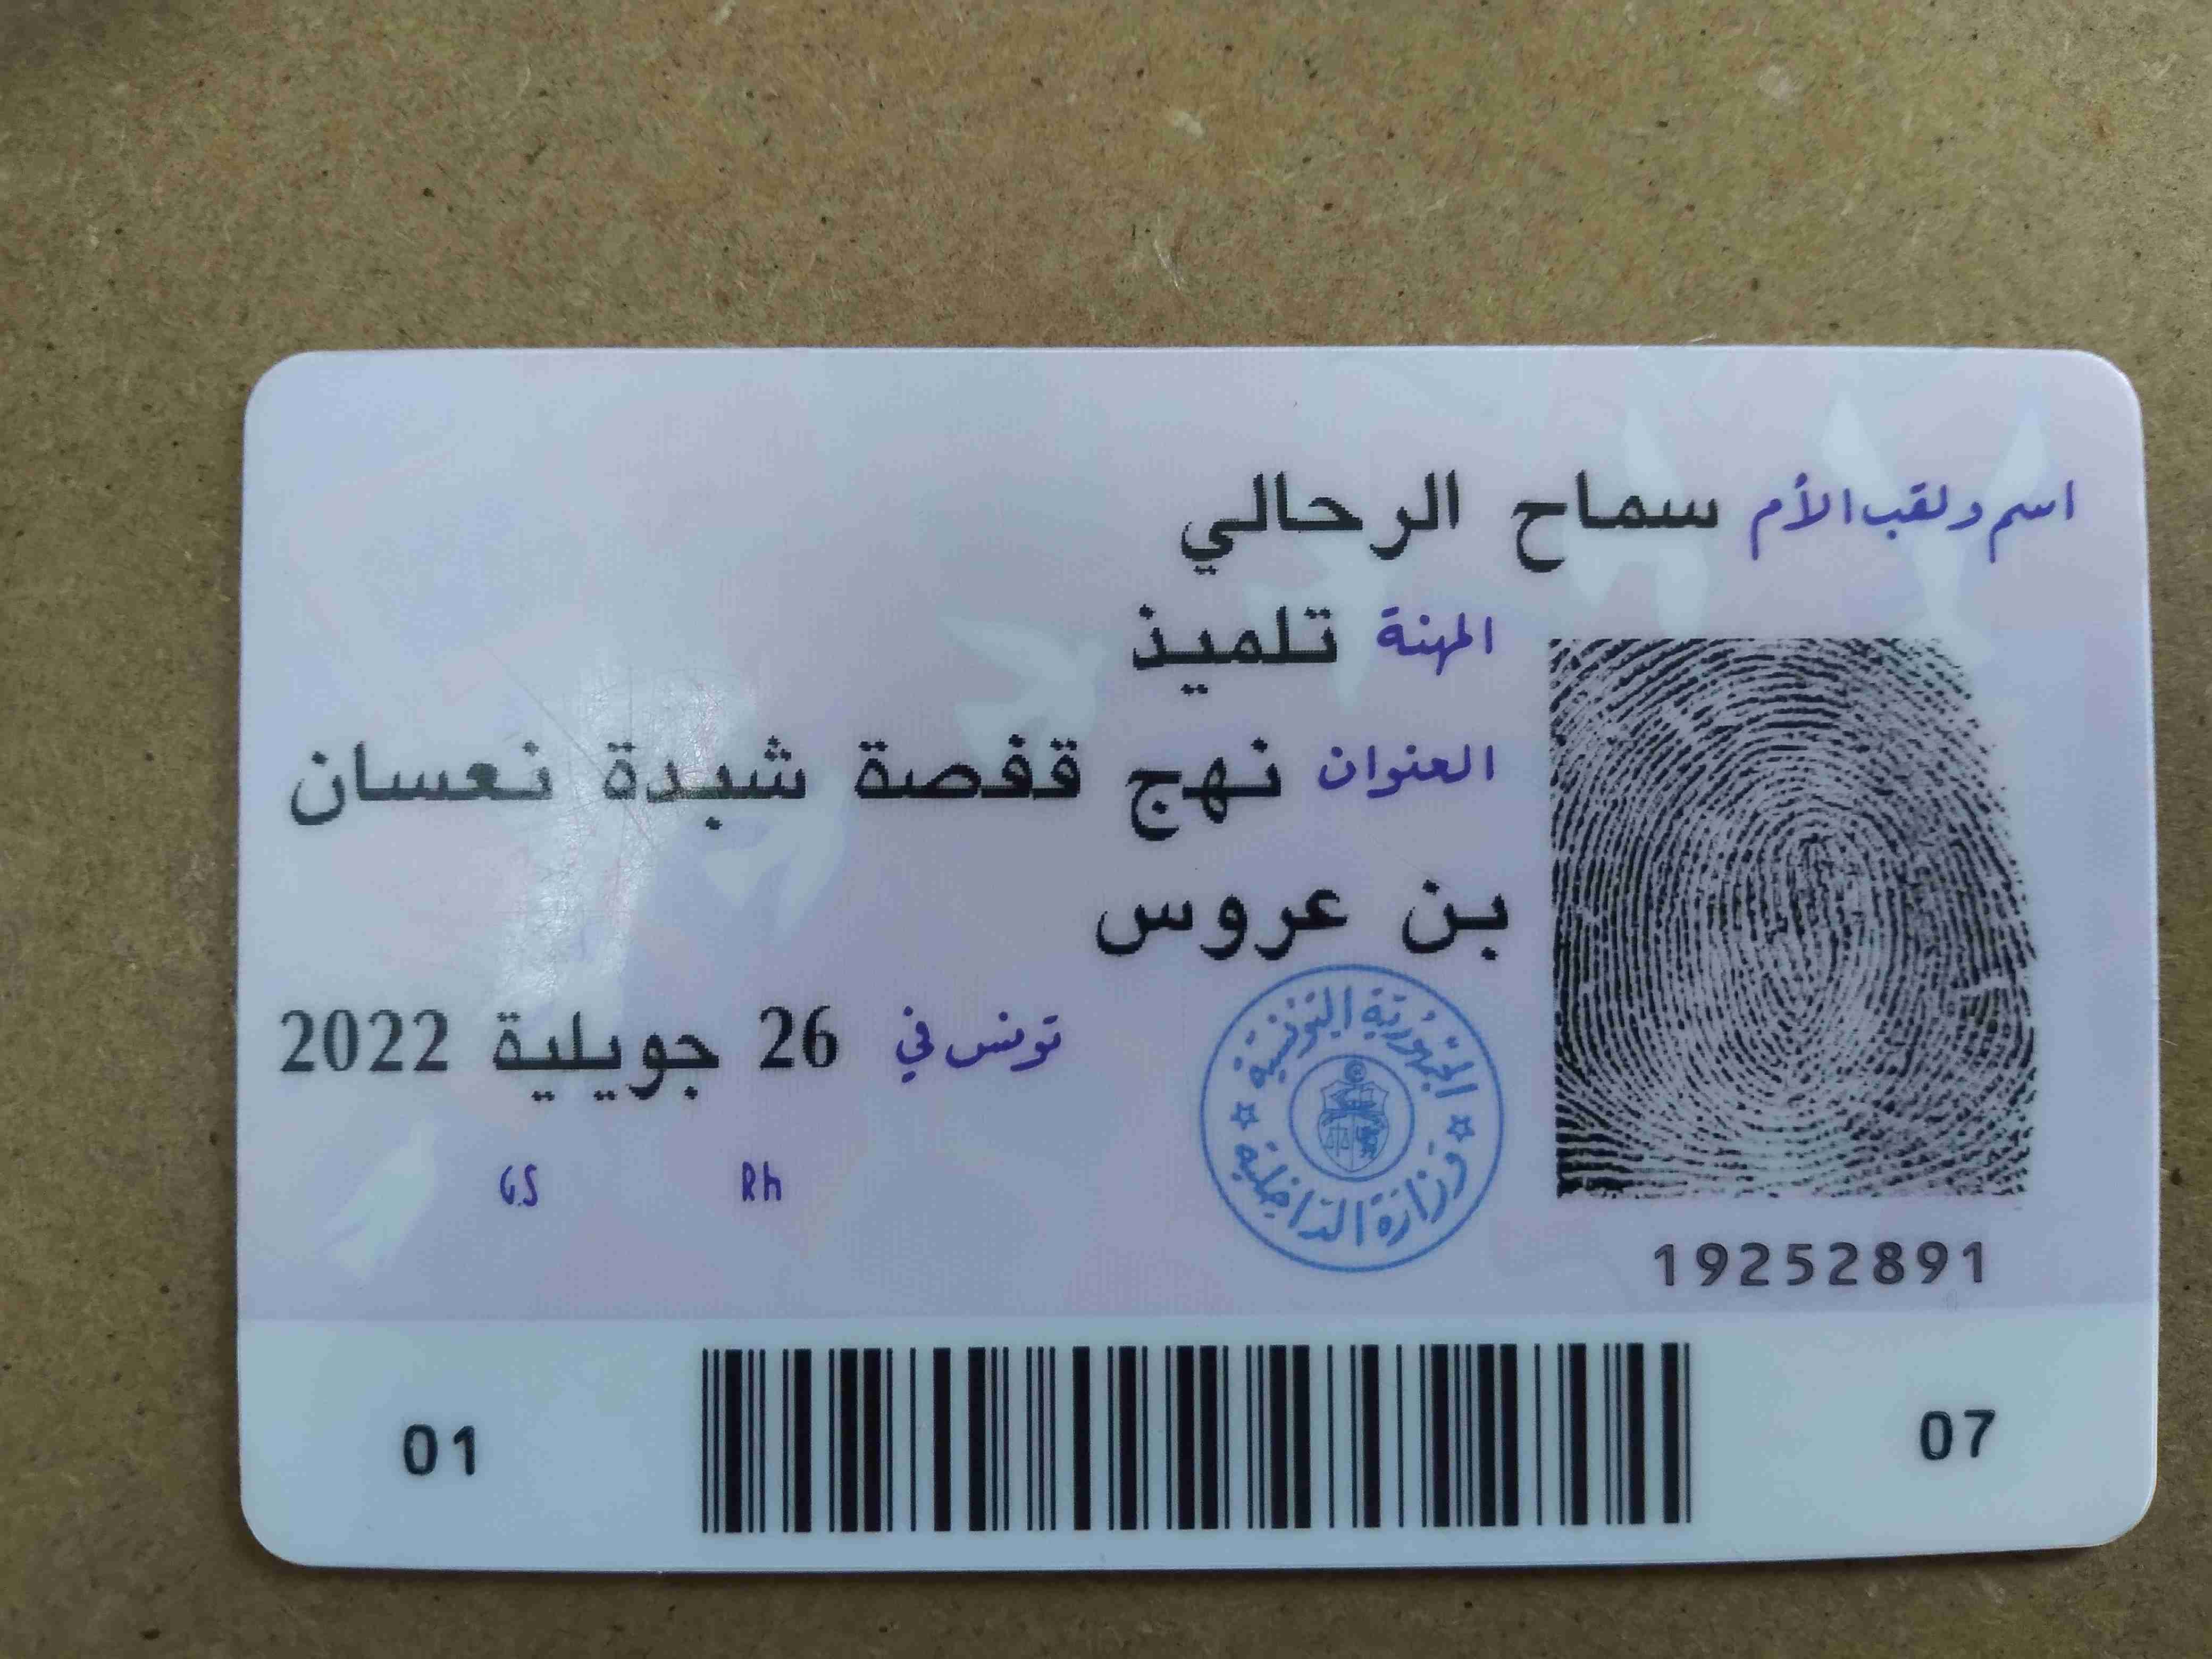 اسم ولقب الأم سماح الرحالي
المهنة تلميذ
العنوان نهج قفصة شبدة نعسان
بن عروس
تونس في 26 جويلية 2022
الجمهورية التونسية
وزارة الداخلية
G.S Rh
19252891
01 07